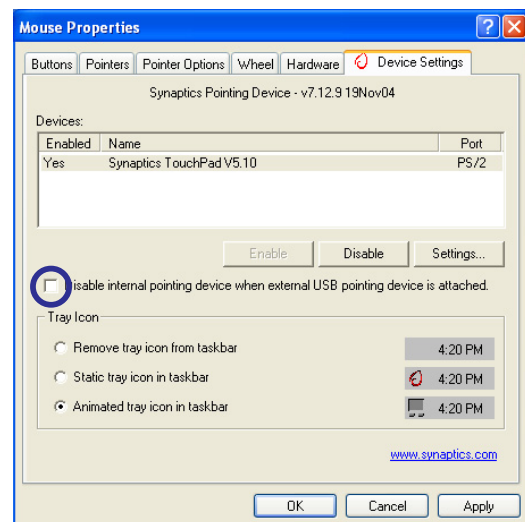 Mouse Properties
Buttons Pointers Pointer Options Wheel Hardware Device Settings
Synaptics Pointing Device - v7.12.9 19Nov04
Devices:
Enabled Name Port
Yes Synaptics TouchPad V5.10 PS/2
Enable Disable Settings...
Disable internal pointing device when external USB pointing device is attached.
Tray Icon
Remove tray icon from taskbar 4:20 PM
Static tray icon in taskbar 4:20 PM
Animated tray icon in taskbar 4:20 PM
www.synaptics.com
OK Cancel Apply